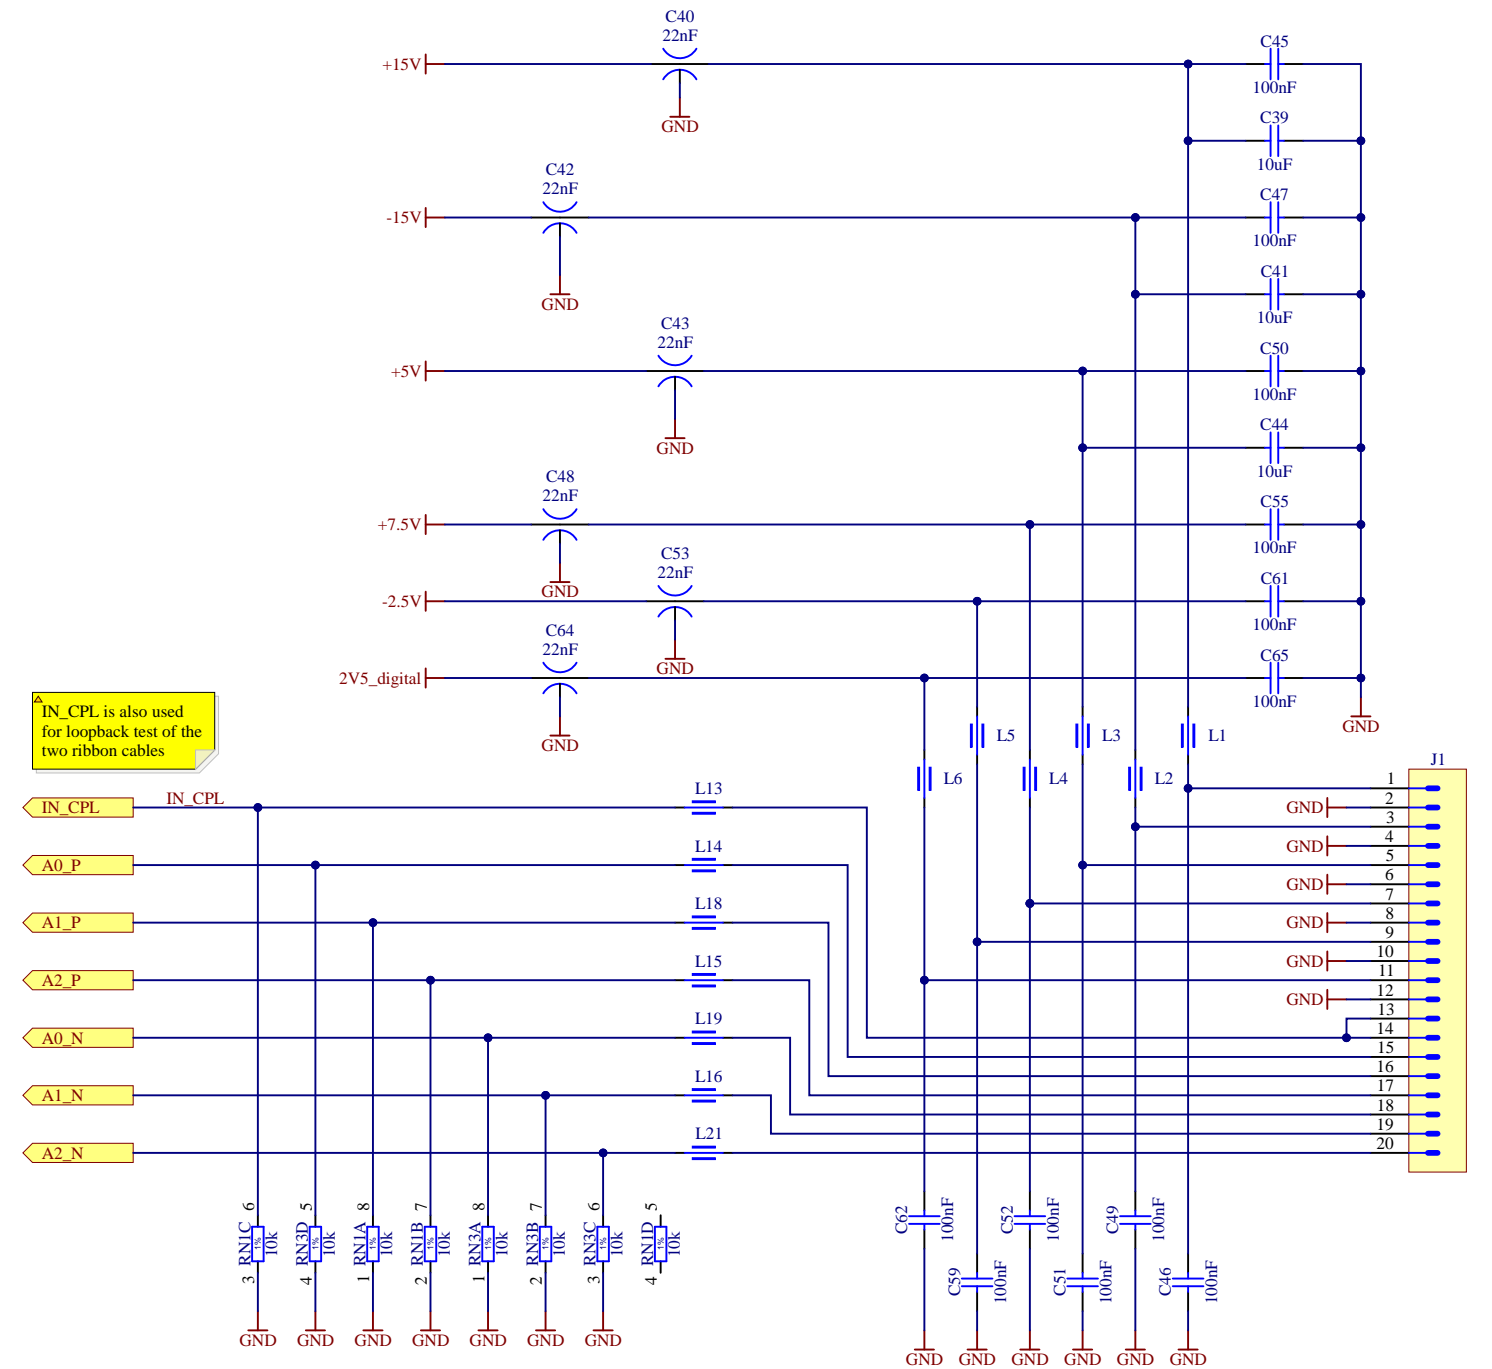 C40
22nF
+15V
GND
C45
100nF
C39
10uF
C42
22nF
-15V
GND
C47
100nF
C41
10uF
C43
22nF
+5V
GND
C50
100nF
C44
10uF
C48
22nF
+7.5V
GND
C55
100nF
C53
22nF
-2.5V
GND
C61
100nF
C64
22nF
2V5_digital
GND
C65
100nF
GND
L5
L3
L1
L6
L4
L2
IN_CPL is also used
for loopback test of the
two ribbon cables
IN_CPL
IN_CPL
L13
A0_P
L14
A1_P
L18
A2_P
L15
A0_N
L19
A1_N
L16
A2_N
L21
J1
1
GND 2
3
GND 4
5
GND 6
7
GND 8
9
GND 10
11
GND 12
13
14
15
16
17
18
19
20
6
RN1C
1%
10k
3
GND
5
RN3D
1%
10k
4
GND
8
RN1A
1%
10k
1
GND
7
RN1B
1%
10k
2
GND
8
RN3A
1%
10k
1
GND
7
RN3B
1%
10k
2
GND
6
RN3C
1%
10k
3
GND
5
RN1D
1%
10k
4
C62
100nF
GND
C59
100nF
GND
C52
100nF
GND
C51
100nF
GND
C49
100nF
GND
C46
100nF
GND